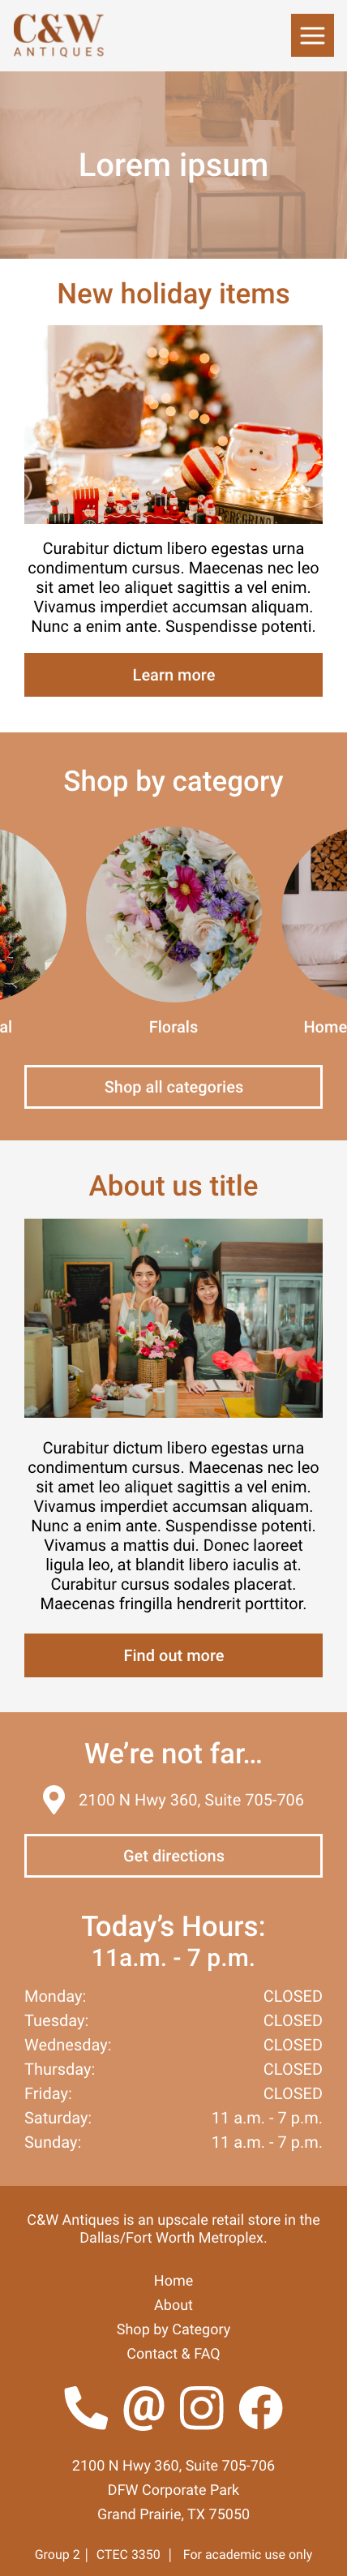 C&W
ANTIQUES
Lorem ipsum
New holiday items
Curabitur dictum libero egestas urna
condimentum cursus. Maecenas nec leo
sit amet leo aliquet sagittis a vel enim.
Vivamus imperdiet accumsan aliquam.
Nunc a enim ante. Suspendisse potenti.
Learn more
Shop by category
al
Florals
Home
Shop all categories
About us title
Curabitur dictum libero egestas urna
condimentum cursus. Maecenas nec leo
sit amet leo aliquet sagittis a vel enim.
Vivamus imperdiet accumsan aliquam.
Nunc a enim ante. Suspendisse potenti.
Vivamus a mattis dui. Donec laoreet
ligula leo, at blandit libero iaculis at.
Curabitur cursus sodales placerat.
Maecenas fringilla hendrerit porttitor.
Find out more
We’re not far…
2100 N Hwy 360, Suite 705-706
Get directions
Today’s Hours:
11a.m. - 7 p.m.
Monday: CLOSED
Tuesday: CLOSED
Wednesday: CLOSED
Thursday: CLOSED
Friday: CLOSED
Saturday: 11 a.m. - 7 p.m.
Sunday: 11 a.m. - 7 p.m.
C&W Antiques is an upscale retail store in the
Dallas/Fort Worth Metroplex.
Home
About
Shop by Category
Contact & FAQ
@
2100 N Hwy 360, Suite 705-706
DFW Corporate Park
Grand Prairie, TX 75050
Group 2 | CTEC 3350 | For academic use only